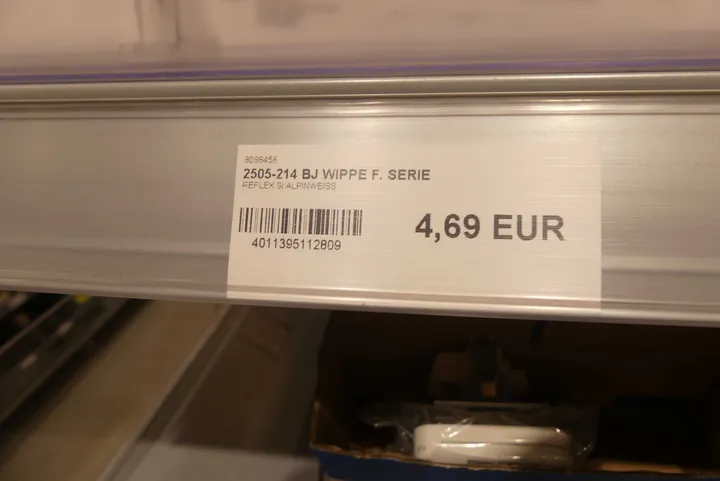 3098456
2505-214 BJ WIPPE F. SERIE
REFLEX SI ALPINWEISS
4011395112809
4,69 EUR